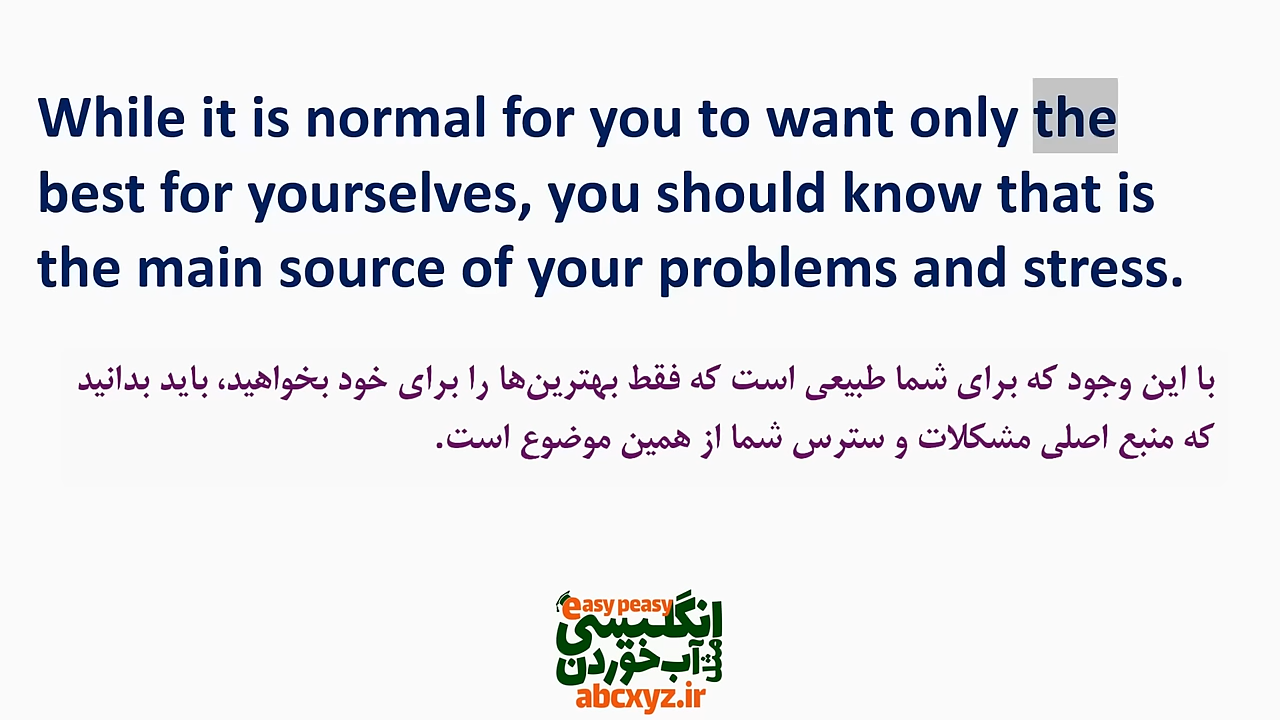 While it is normal for you to want only the
best for yourselves, you should know that is
the main source of your problems and stress.
با این وجود که برای شما طبیعی است که فقط بهترین‌ها را برای خود بخواهید، باید بدانید
که منبع اصلی مشکلات و سترس شما از همین موضوع است.
easy peasy
انگلیسی
مثل آب خوردن
abcxyz.ir